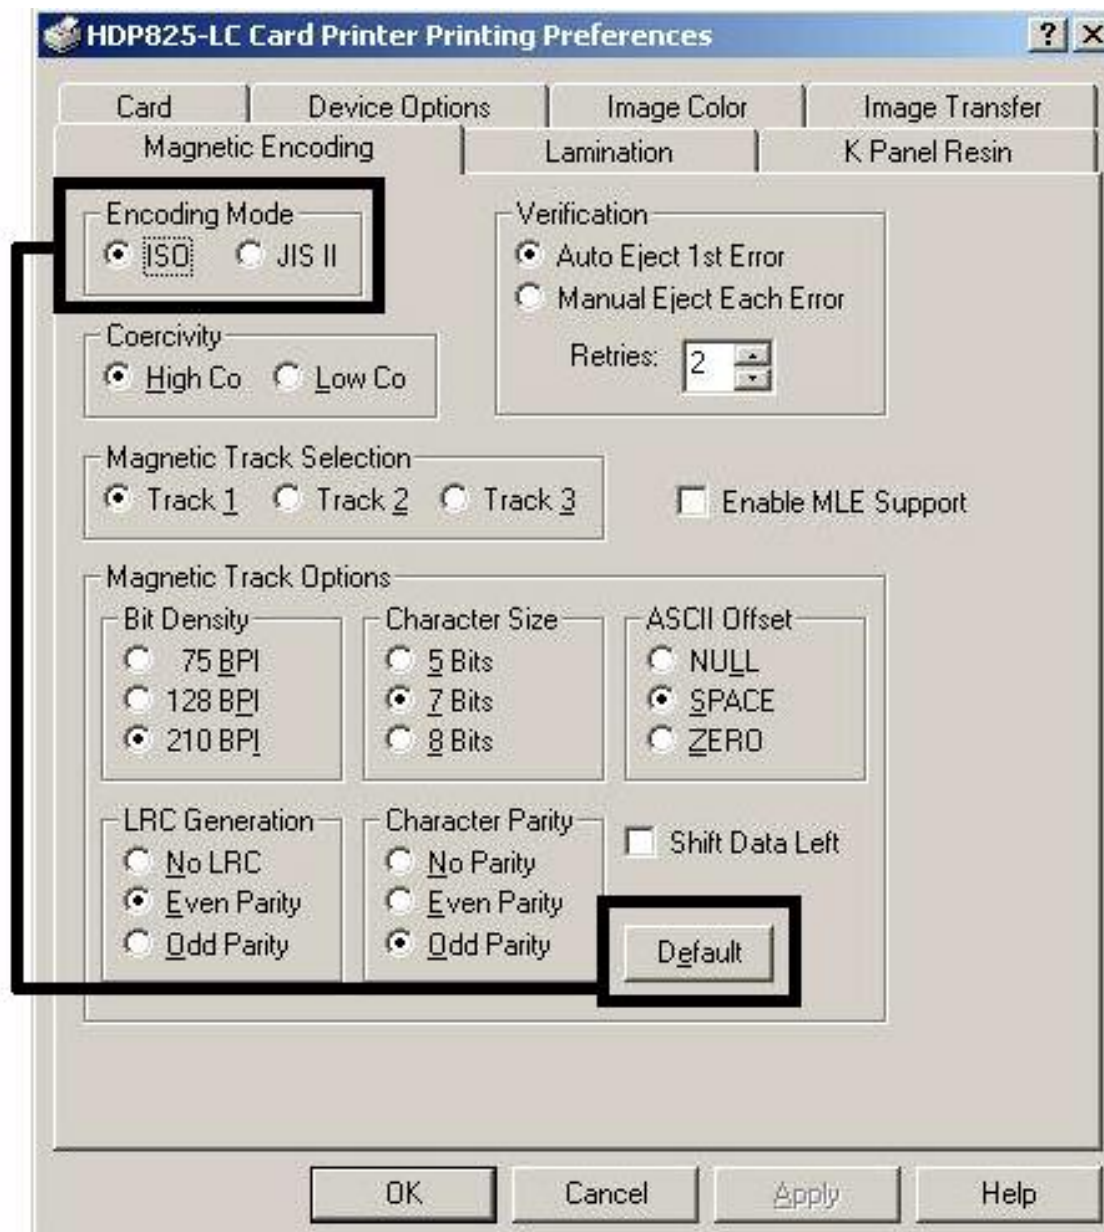 HDP825-LC Card Printer Printing Preferences
Card Device Options Image Color Image Transfer
Magnetic Encoding Lamination K Panel Resin
Encoding Mode
ISO JIS II
Verification
Auto Eject 1st Error
Manual Eject Each Error
Retries: 2
Coercivity
High Co Low Co
Magnetic Track Selection
Track 1 Track 2 Track 3
Enable MLE Support
Magnetic Track Options
Bit Density
75 BPI
128 BPI
210 BPI
Character Size
5 Bits
7 Bits
8 Bits
ASCII Offset
NULL
SPACE
ZERO
LRC Generation
No LRC
Even Parity
Odd Parity
Character Parity
No Parity
Even Parity
Odd Parity
Shift Data Left
Default
OK Cancel Apply Help